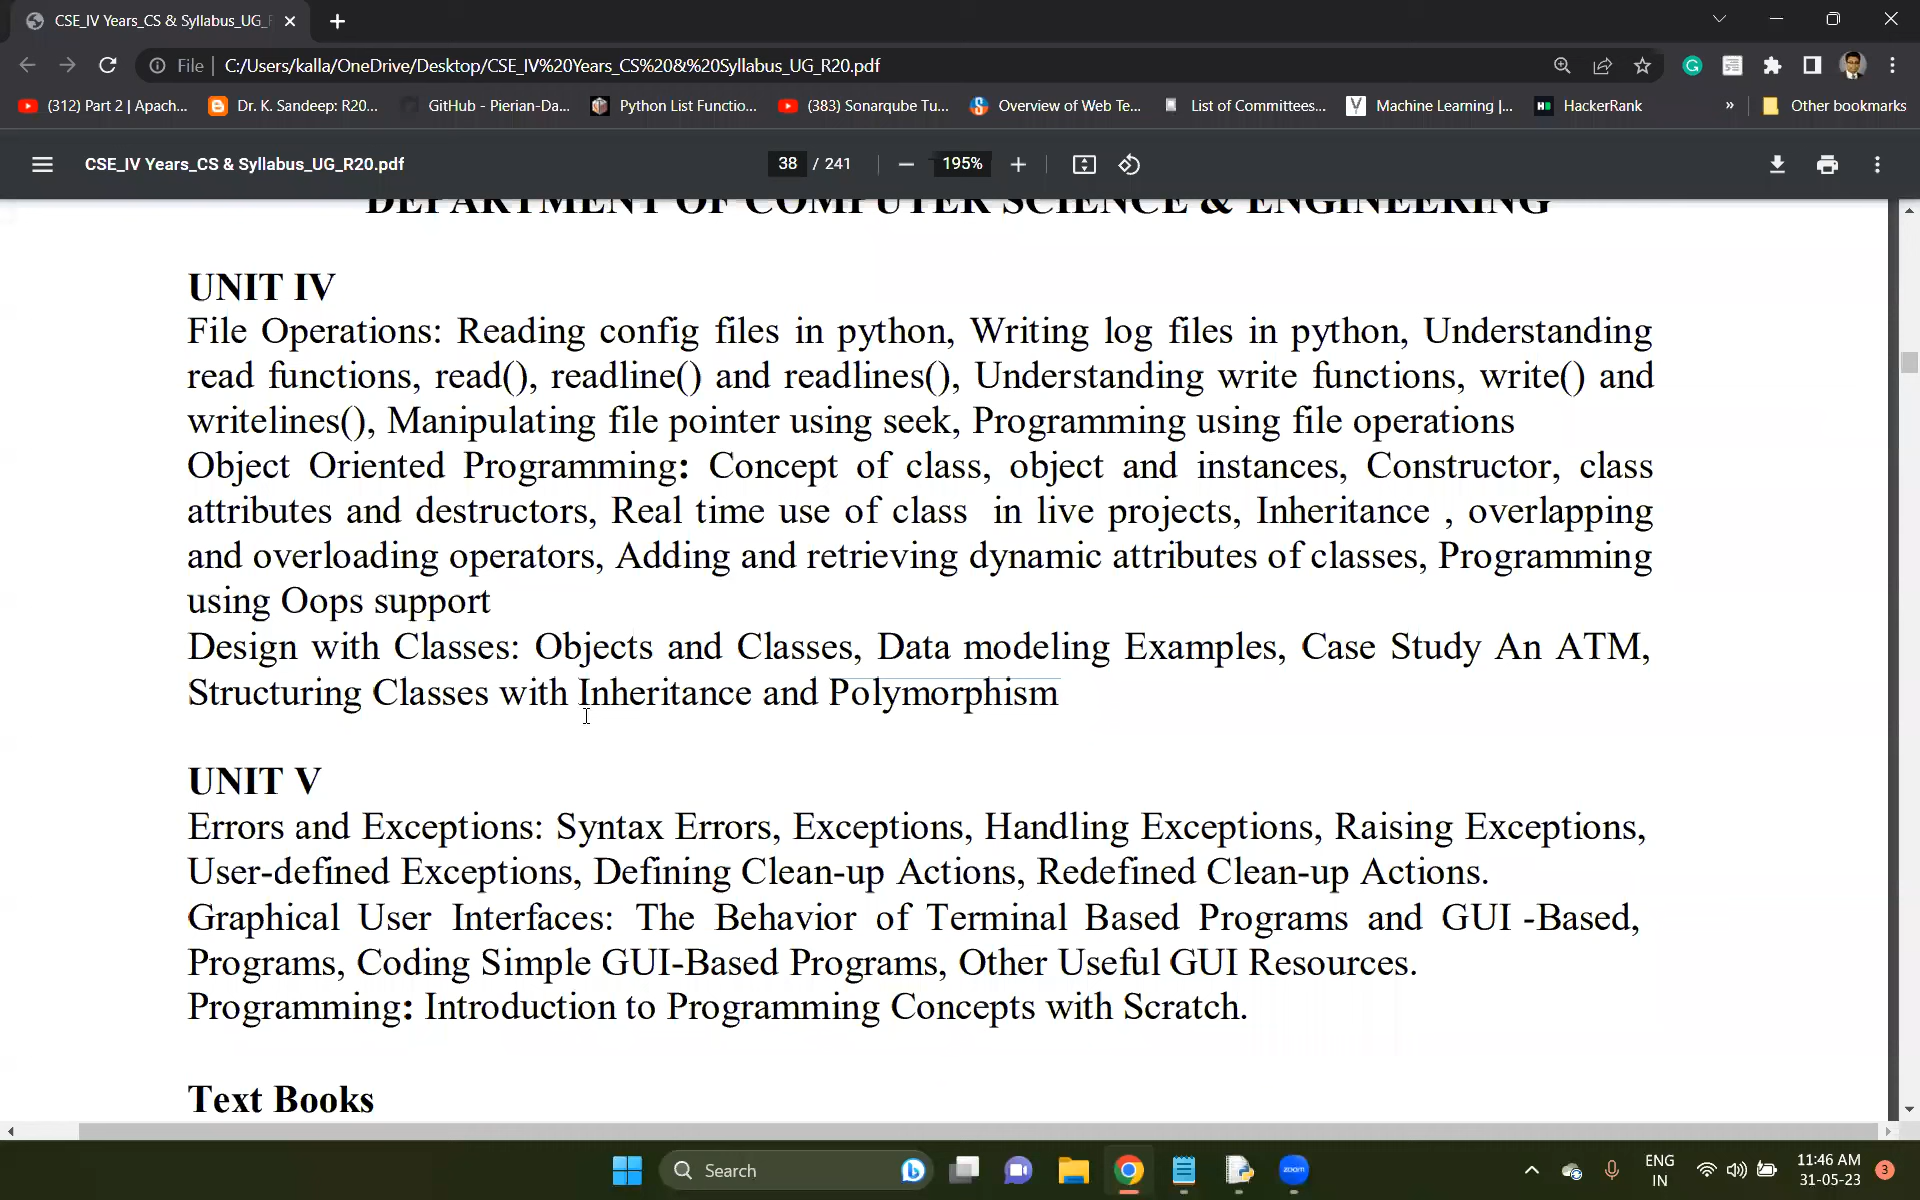 CSE_IV Years_CS & Syllabus_UG_
File
C:/Users/kalla/OneDrive/Desktop/CSE_IV%20Years_CS%20&%20Syllabus_UG_R20.pdf
(312) Part 2 | Apach...
Dr. K. Sandeep: R20...
GitHub - Pierian-Da...
Python List Functio...
(383) Sonarqube Tu...
Overview of Web Te...
List of Committees...
Machine Learning |...
HackerRank
»
Other bookmarks
CSE_IV Years_CS & Syllabus_UG_R20.pdf
38 / 241
195%
DEPARTMENT OF COMPUTER SCIENCE & ENGINEERING
UNIT IV
File Operations: Reading config files in python, Writing log files in python, Understanding
read functions, read(), readline() and readlines(), Understanding write functions, write() and
writelines(), Manipulating file pointer using seek, Programming using file operations
Object Oriented Programming: Concept of class, object and instances, Constructor, class
attributes and destructors, Real time use of class in live projects, Inheritance , overlapping
and overloading operators, Adding and retrieving dynamic attributes of classes, Programming
using Oops support
Design with Classes: Objects and Classes, Data modeling Examples, Case Study An ATM,
Structuring Classes with Inheritance and Polymorphism
UNIT V
Errors and Exceptions: Syntax Errors, Exceptions, Handling Exceptions, Raising Exceptions,
User-defined Exceptions, Defining Clean-up Actions, Redefined Clean-up Actions.
Graphical User Interfaces: The Behavior of Terminal Based Programs and GUI -Based,
Programs, Coding Simple GUI-Based Programs, Other Useful GUI Resources.
Programming: Introduction to Programming Concepts with Scratch.
Text Books
Search
zoom
ENG
IN
11:46 AM
31-05-23
3